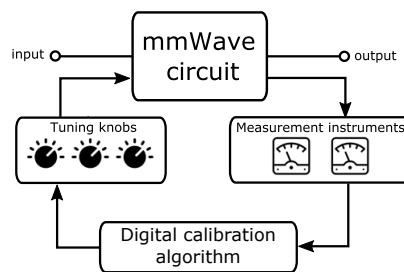 mmWave
circuit
input
output
Tuning knobs
Measurement instruments
Digital calibration
algorithm